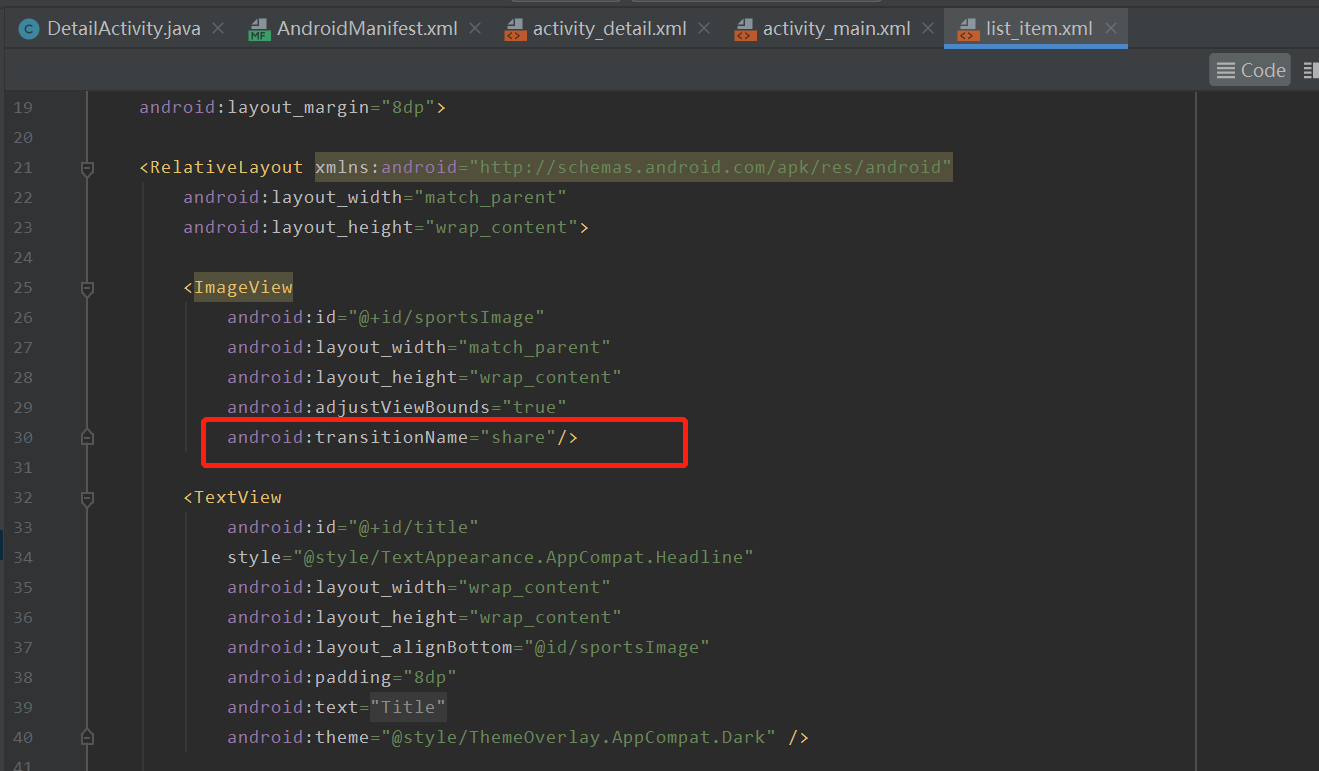 DetailActivity.java AndroidManifest.xml activity_detail.xml activity_main.xml list_item.xml
Code
19 android:layout_margin="8dp">
20
21 <RelativeLayout xmlns:android="http://schemas.android.com/apk/res/android"
22 android:layout_width="match_parent"
23 android:layout_height="wrap_content">
24
25 <ImageView
26 android:id="@+id/sportsImage"
27 android:layout_width="match_parent"
28 android:layout_height="wrap_content"
29 android:adjustViewBounds="true"
30 android:transitionName="share"/>
31
32 <TextView
33 android:id="@+id/title"
34 style="@style/TextAppearance.AppCompat.Headline"
35 android:layout_width="wrap_content"
36 android:layout_height="wrap_content"
37 android:layout_alignBottom="@id/sportsImage"
38 android:padding="8dp"
39 android:text="Title"
40 android:theme="@style/ThemeOverlay.AppCompat.Dark" />
41